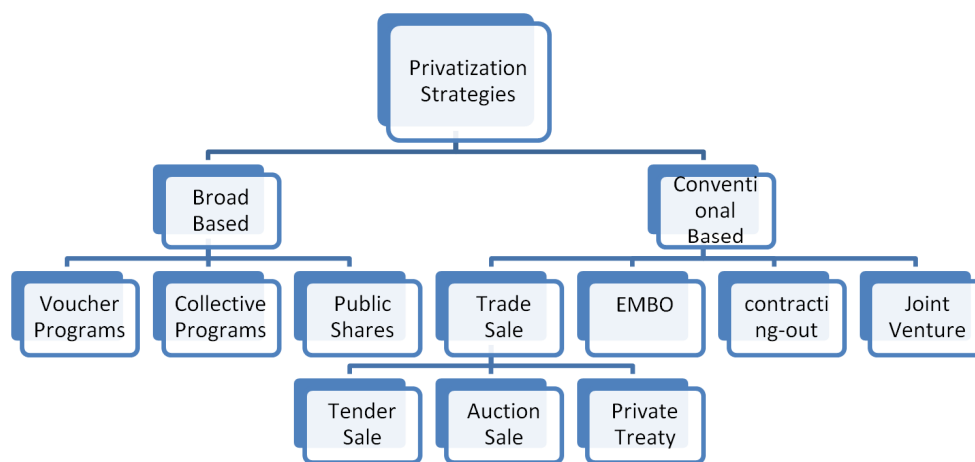 Privatization
Strategies
Broad
Based
Conventi
onal
Based
Voucher
Programs
Collective
Programs
Public
Shares
Trade
Sale
EMBO
contracti
ng-out
Joint
Venture
Tender
Sale
Auction
Sale
Private
Treaty